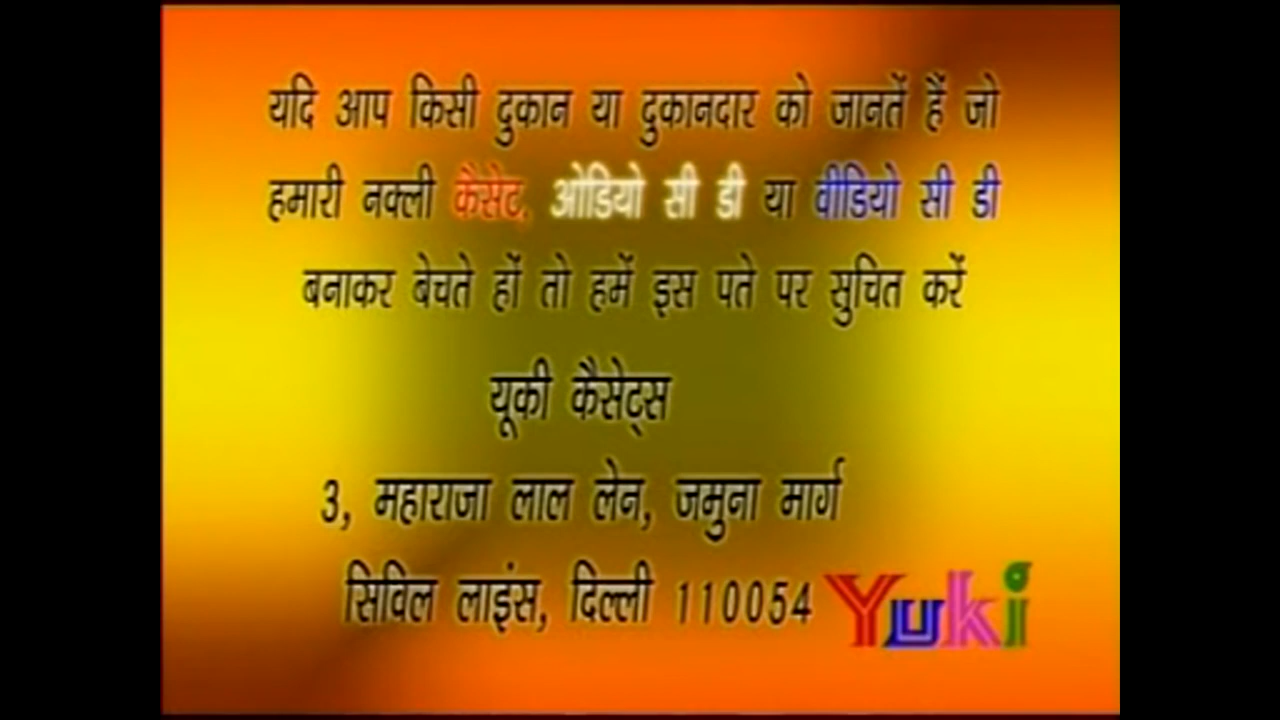 यदि आप किसी दुकान या दुकानदार को जानतें हैं जो
हमारी नक्ली कैसेट, ओडियो सी डी या वीडियो सी डी
बनाकर बेचते हों तो हमें इस पते पर सुचित करें
यूकी कैसेट्स
3, महाराजा लाल लेन, जमुना मार्ग
सिविल लाइंस, दिल्ली 110054
Yuki